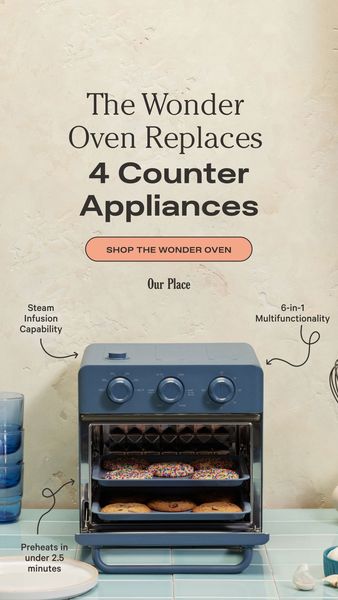 The Wonder
Oven Replaces
4 Counter
Appliances
SHOP THE WONDER OVEN
Our Place
Steam
Infusion
Capability
6-in-1
Multifunctionality
Preheats in
under 2.5
minutes